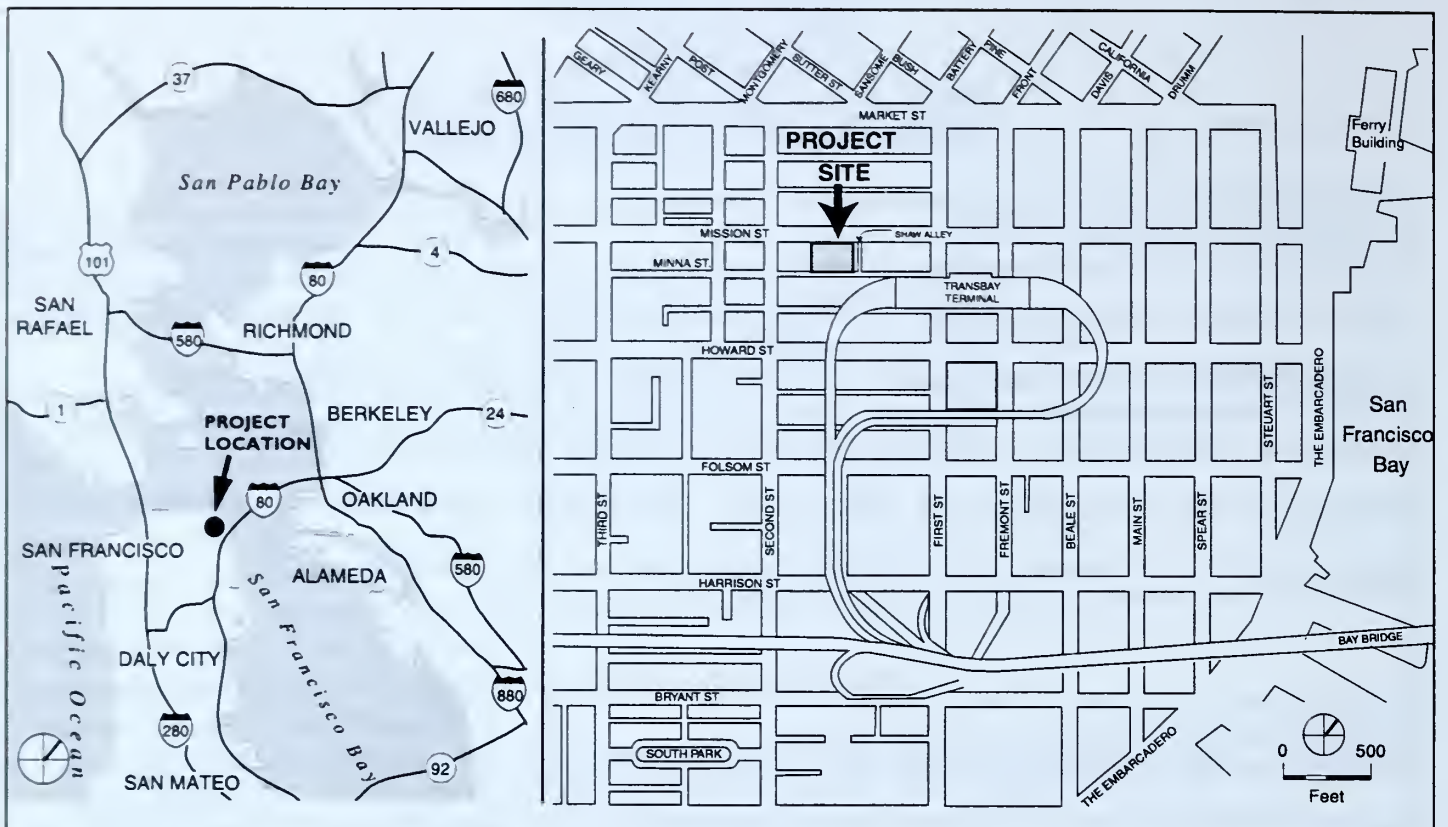 37
680
VALLEJO
San Pablo Bay
101
80
4
SAN
RAFAEL
580
RICHMOND
1
PROJECT
LOCATION
BERKELEY
24
80
OAKLAND
SAN FRANCISCO
ALAMEDA
580
Pacific Ocean
San Francisco Bay
DALY CITY
880
280
SAN MATEO
92
GEARY
KEARNY
POST
MONTGOMERY
SUTTER ST
SANSOME
BUSH
BATTERY
PINE
FRONT
DAVIS
CALIFORNIA
DRUMM
MARKET ST
Ferry
Building
PROJECT
SITE
MISSION ST
SHAW ALLEY
MINNA ST.
TRANSBAY
TERMINAL
HOWARD ST
STEUART ST
THE EMBARCADERO
San
Francisco
Bay
FOLSOM ST
THIRD ST
SECOND ST
FIRST ST
FREMONT ST
BEALE ST
MAIN ST
SPEAR ST
HARRISON ST
BAY BRIDGE
BRYANT ST
SOUTH PARK
THE EMBARCADERO
0 500
Feet